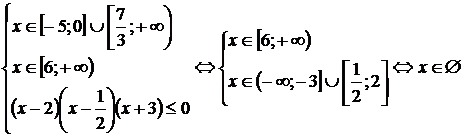 { x∈[-5;0]∪[7/3;+∞)
x∈[6;+∞)
(x-2)(x-1/2)(x+3)≤0 ⇔ { x∈[6;+∞)
x∈(-∞;-3]∪[1/2;2] ⇔ x∈∅